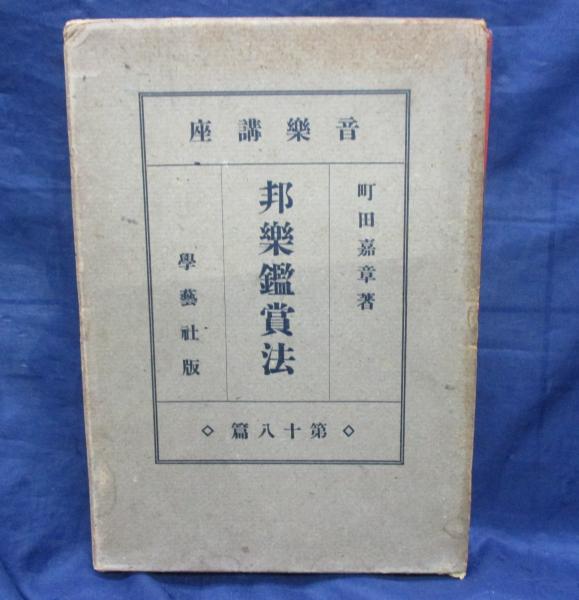 音樂講座
町田嘉章著
邦樂鑑賞法
學藝社版
◇第十八篇◇